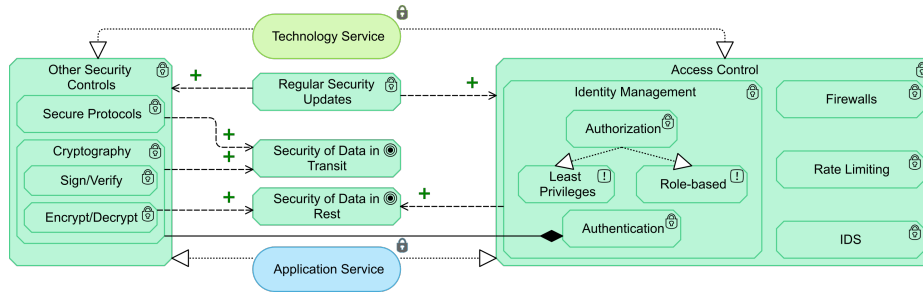 Technology Service
Other Security
Controls
Secure Protocols
Cryptography
Sign/Verify
Encrypt/Decrypt
+
Regular Security
Updates
+
+
+
Security of Data in
Transit
+
Security of Data in
Rest
+
Application Service
Access Control
Identity Management
Authorization
Least
Privileges
!
Role-based
!
Authentication
Firewalls
Rate Limiting
IDS